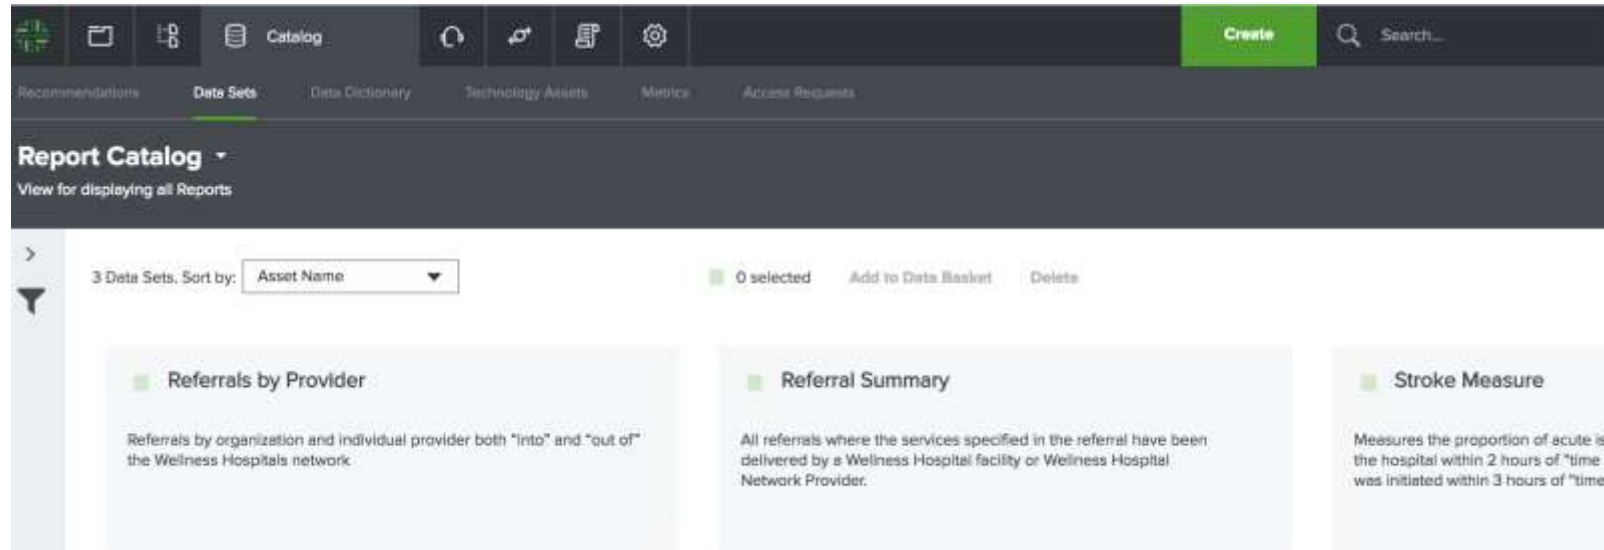 Catalog
Create
Search...
Recommendations Data Sets Data Dictionary Technology Assets Metrics Access Requests
Report Catalog
View for displaying all Reports
3 Data Sets. Sort by: Asset Name 0 selected Add to Data Basket Delete
Referrals by Provider
Referrals by organization and individual provider both "into" and "out of"
the Wellness Hospitals network
Referral Summary
All referrals where the services specified in the referral have been
delivered by a Wellness Hospital facility or Wellness Hospital
Network Provider.
Stroke Measure
Measures the proportion of acute is
the hospital within 2 hours of "time
was initiated within 3 hours of "time